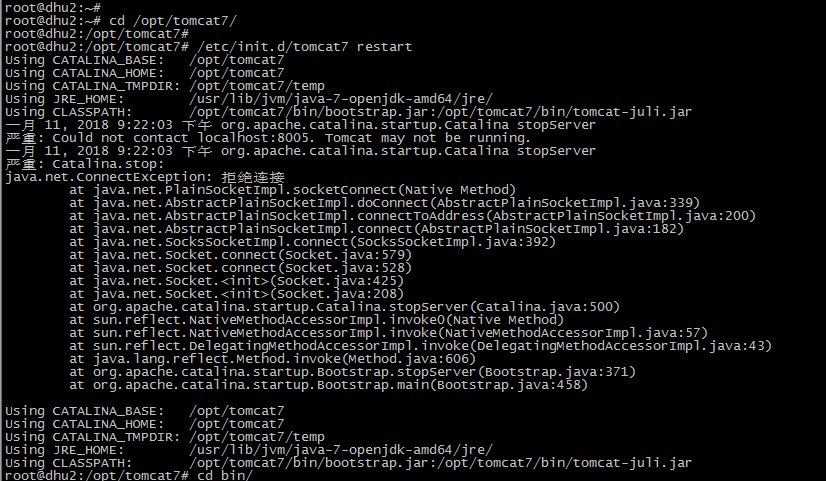 root@dhu2:~#
root@dhu2:~# cd /opt/tomcat7/
root@dhu2:/opt/tomcat7#
root@dhu2:/opt/tomcat7# /etc/init.d/tomcat7 restart
Using CATALINA_BASE:   /opt/tomcat7
Using CATALINA_HOME:   /opt/tomcat7
Using CATALINA_TMPDIR: /opt/tomcat7/temp
Using JRE_HOME:        /usr/lib/jvm/java-7-openjdk-amd64/jre/
Using CLASSPATH:       /opt/tomcat7/bin/bootstrap.jar:/opt/tomcat7/bin/tomcat-juli.jar
一月 11, 2018 9:22:03 下午 org.apache.catalina.startup.Catalina stopServer
严重: Could not contact localhost:8005. Tomcat may not be running.
一月 11, 2018 9:22:03 下午 org.apache.catalina.startup.Catalina stopServer
严重: Catalina.stop:
java.net.ConnectException: 拒绝连接
        at java.net.PlainSocketImpl.socketConnect(Native Method)
        at java.net.AbstractPlainSocketImpl.doConnect(AbstractPlainSocketImpl.java:339)
        at java.net.AbstractPlainSocketImpl.connectToAddress(AbstractPlainSocketImpl.java:200)
        at java.net.AbstractPlainSocketImpl.connect(AbstractPlainSocketImpl.java:182)
        at java.net.SocksSocketImpl.connect(SocksSocketImpl.java:392)
        at java.net.Socket.connect(Socket.java:579)
        at java.net.Socket.connect(Socket.java:528)
        at java.net.Socket.<init>(Socket.java:425)
        at java.net.Socket.<init>(Socket.java:208)
        at org.apache.catalina.startup.Catalina.stopServer(Catalina.java:500)
        at sun.reflect.NativeMethodAccessorImpl.invoke0(Native Method)
        at sun.reflect.NativeMethodAccessorImpl.invoke(NativeMethodAccessorImpl.java:57)
        at sun.reflect.DelegatingMethodAccessorImpl.invoke(DelegatingMethodAccessorImpl.java:43)
        at java.lang.reflect.Method.invoke(Method.java:606)
        at org.apache.catalina.startup.Bootstrap.stopServer(Bootstrap.java:371)
        at org.apache.catalina.startup.Bootstrap.main(Bootstrap.java:458)
Using CATALINA_BASE:   /opt/tomcat7
Using CATALINA_HOME:   /opt/tomcat7
Using CATALINA_TMPDIR: /opt/tomcat7/temp
Using JRE_HOME:        /usr/lib/jvm/java-7-openjdk-amd64/jre/
Using CLASSPATH:       /opt/tomcat7/bin/bootstrap.jar:/opt/tomcat7/bin/tomcat-juli.jar
root@dhu2:/opt/tomcat7# cd bin/